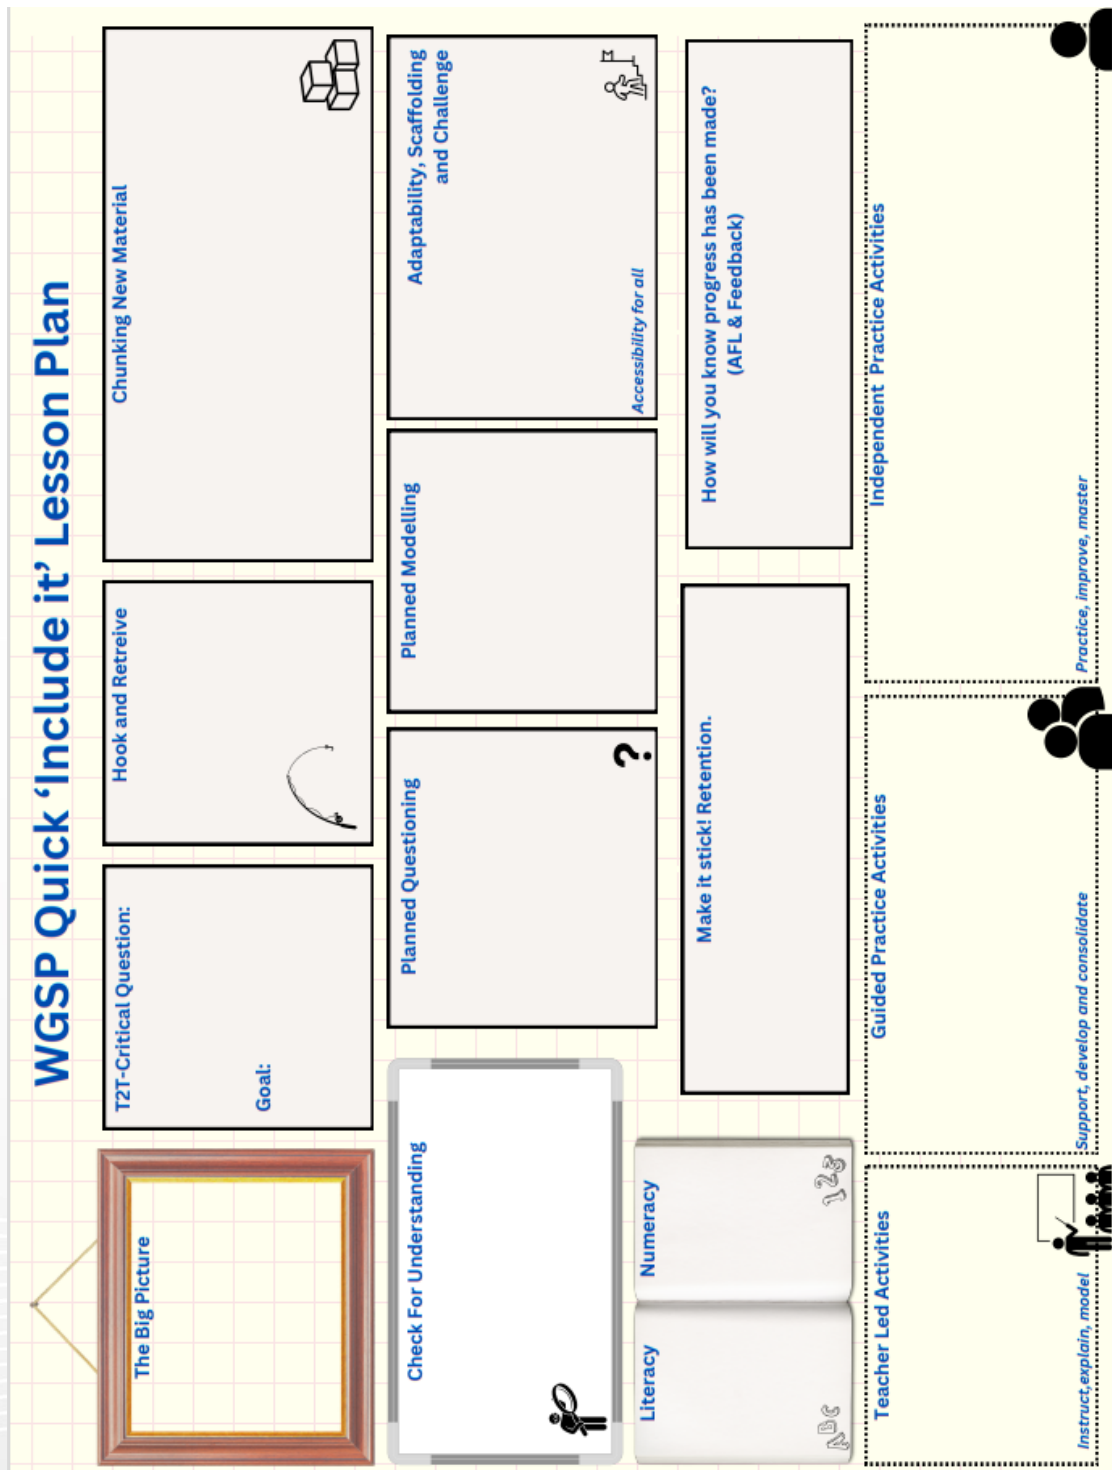 WGSP Quick ‘Include it’ Lesson Plan
The Big Picture
T2T-Critical Question:
Goal:
Hook and Retreive
Chunking New Material
Check For Understanding
Planned Questioning
?
Planned Modelling
Adaptability, Scaffolding
and Challenge
Accessibility for all
Literacy
ABC
Numeracy
123
Make it stick! Retention.
How will you know progress has been made?
(AFL & Feedback)
Teacher Led Activities
Instruct,explain, model
Guided Practice Activities
Support, develop and consolidate
Independent Practice Activities
Practice, improve, master